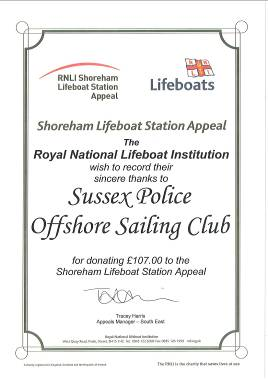 RNLI Shoreham
Lifeboat Station
Appeal
Lifeboats
Shoreham Lifeboat Station Appeal
The
Royal National Lifeboat Institution
wish to record their
sincere thanks to
Sussex Police
Offshore Sailing Club
for donating £107.00 to the
Shoreham Lifeboat Station Appeal
Tracey Harris
Appeals Manager – South East
Royal National Lifeboat Institution
The RNLI is the charity that saves lives at sea